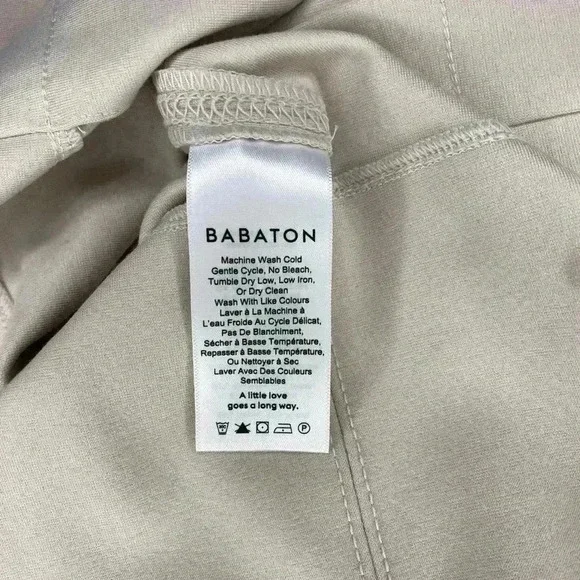 BABATON
Machine Wash Cold
Gentle Cycle, No Bleach,
Tumble Dry Low, Low Iron,
Or Dry Clean
Wash With Like Colours
Laver à La Machine à
L'eau Froide Au Cycle Délicat,
Pas De Blanchiment,
Sécher à Basse Température,
Repasser à Basse Température,
Ou Nettoyer à Sec
Laver Avec Des Couleurs
Semblables
A little love
goes a long way.